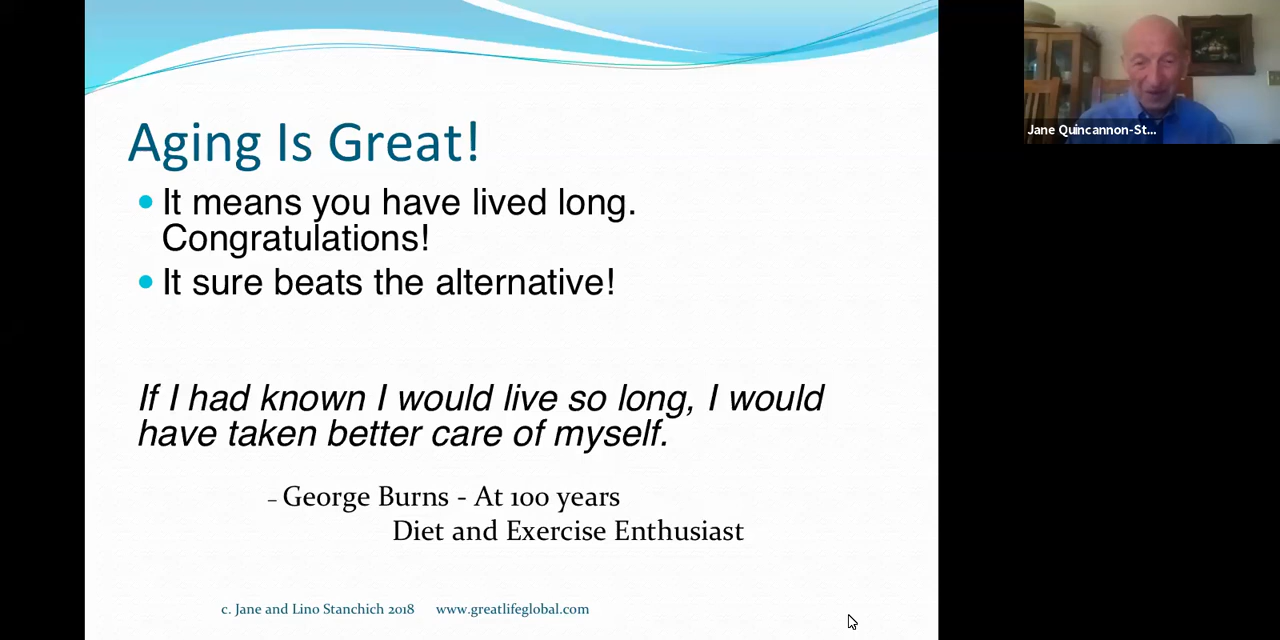 Aging Is Great!
It means you have lived long.
Congratulations!
It sure beats the alternative!
If I had known I would live so long, I would
have taken better care of myself.
– George Burns - At 100 years
Diet and Exercise Enthusiast
c. Jane and Lino Stanchich 2018 www.greatlifeglobal.com
Jane Quincannon-St...